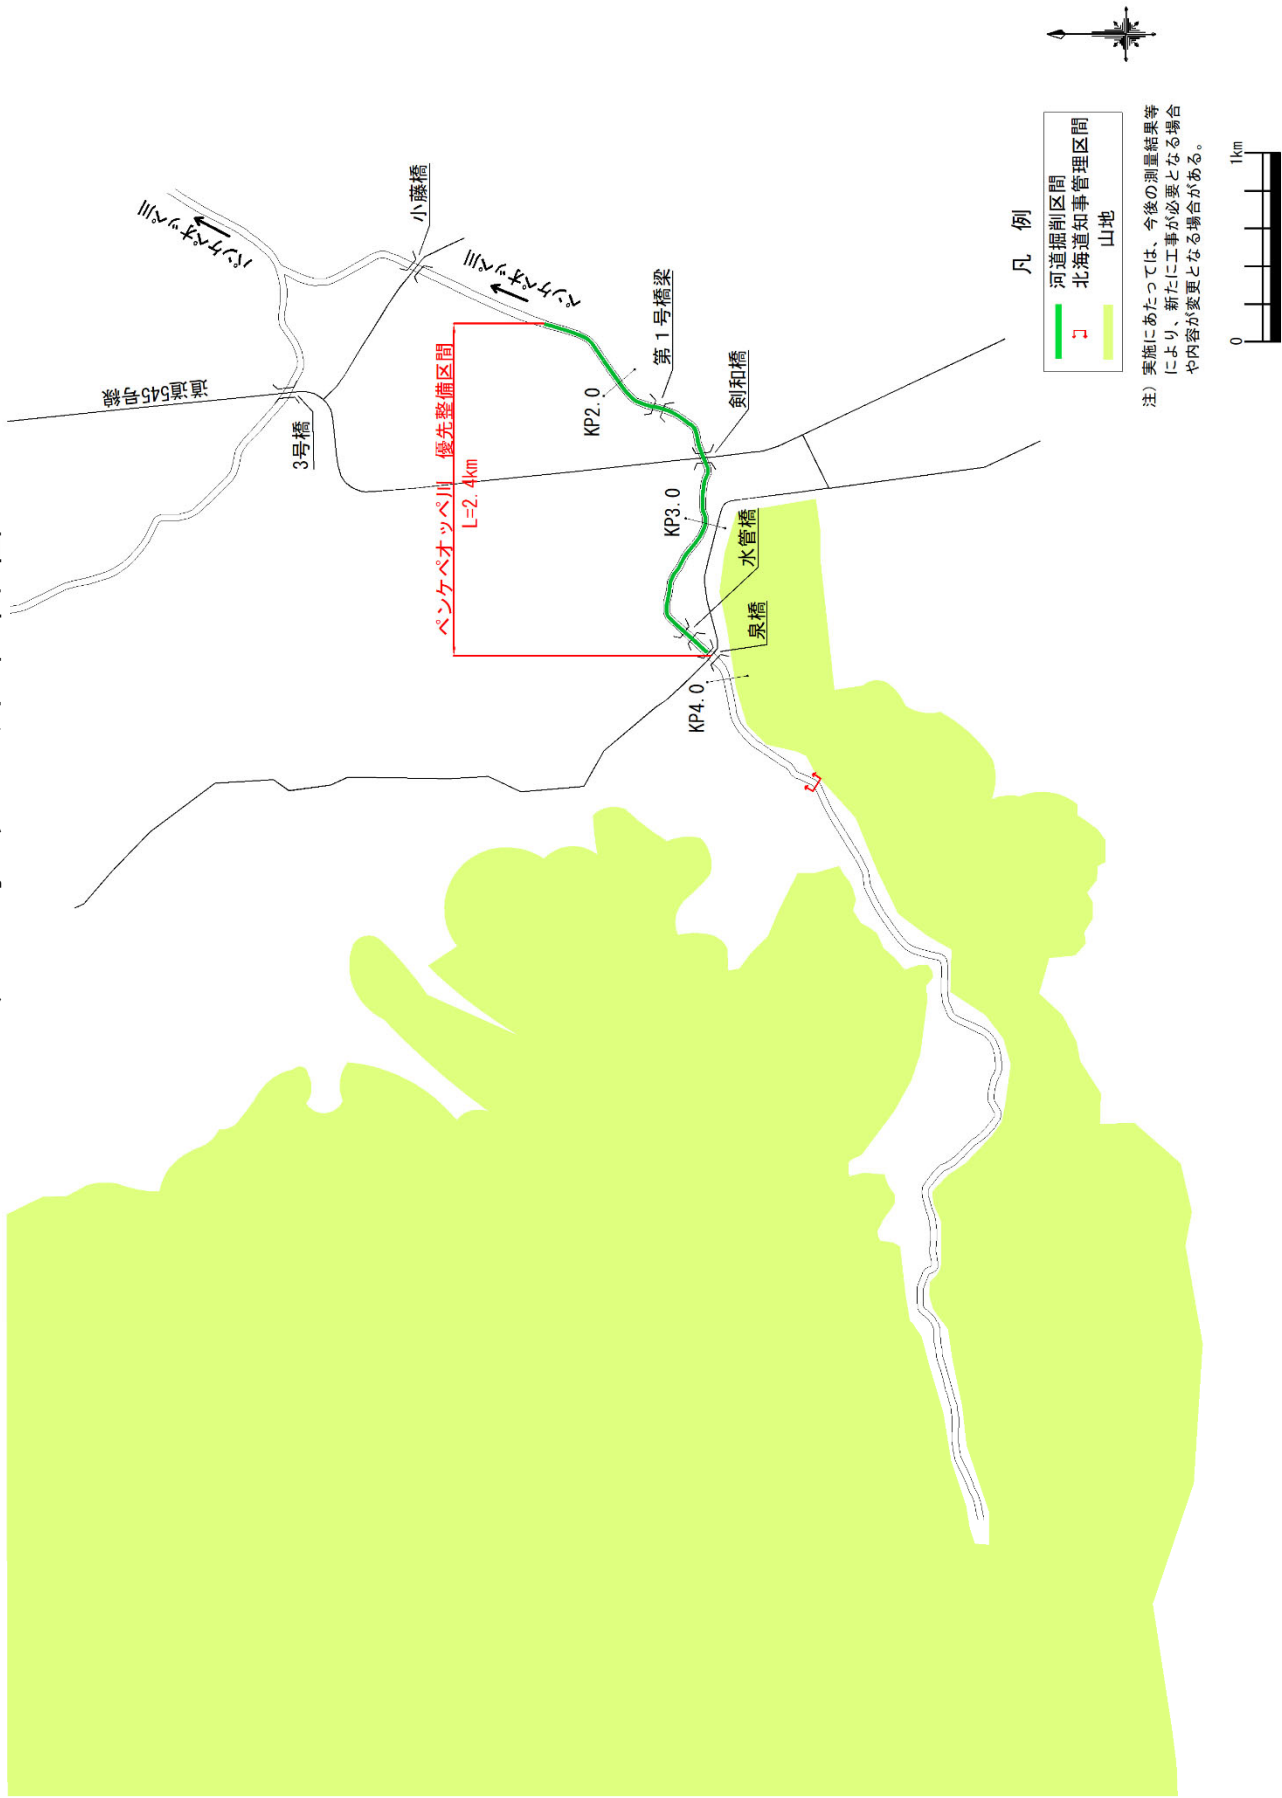 パンケペオッペ川
小藤橋
ペンケペオッペ川
道道545号線
3号橋
ペンケペオッペ川 優先整備区間
L=2.4km
第1号橋梁
KP2.0
剣和橋
KP3.0
水管橋
泉橋
KP4.0
凡 例
河道掘削区間
北海道知事管理区間
山地
注) 実施にあたっては、今後の測量結果等
により、新たに工事が必要となる場合
や内容が変更となる場合がある。
0 1km